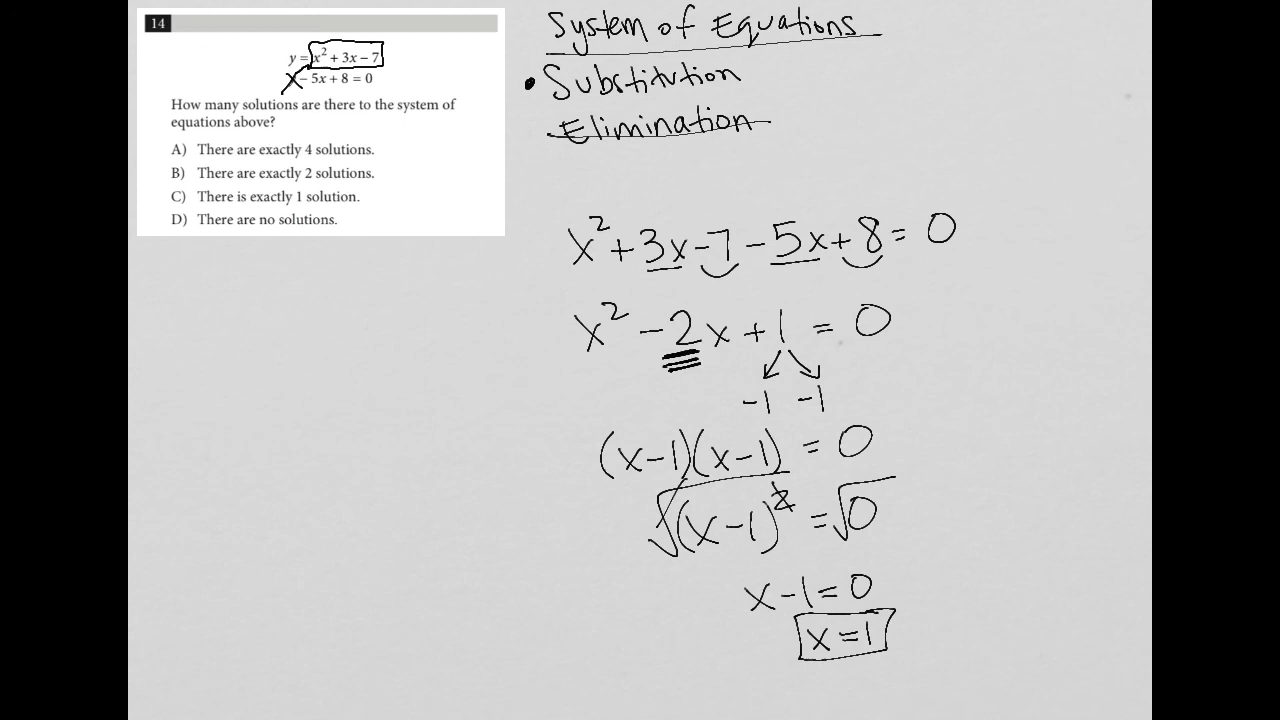 14
y = x² + 3x − 7
y − 5x + 8 = 0
How many solutions are there to the system of
equations above?
A) There are exactly 4 solutions.
B) There are exactly 2 solutions.
C) There is exactly 1 solution.
D) There are no solutions.
System of Equations
• Substitution
Elimination
x² + 3x − 7 − 5x + 8 = 0
x² − 2x + 1 = 0
−1 −1
(x − 1)(x − 1) = 0
√(x − 1)² = √0
x − 1 = 0
x = 1